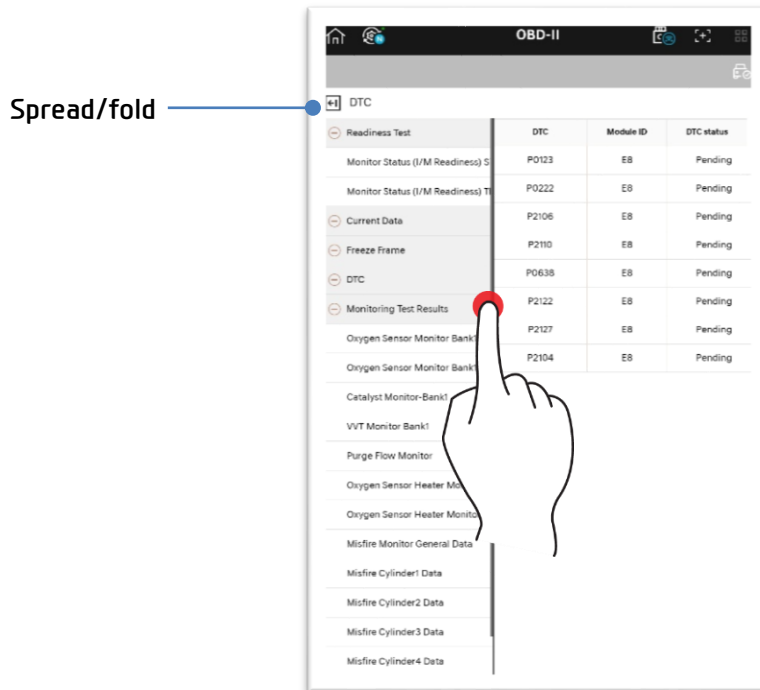 OBD-II
Spread/fold
DTC
Readiness Test
DTC Module ID DTC status
Monitor Status (I/M Readiness) S
P0123 E8 Pending
Monitor Status (I/M Readiness) Tl
P0222 E8 Pending
Current Data
P2106 E8 Pending
Freeze Frame
P2110 E8 Pending
DTC
P0638 E8 Pending
Monitoring Test Results
P2122 E8 Pending
Oxygen Sensor Monitor Bank1
P2127 E8 Pending
Oxygen Sensor Monitor Bank1
P2104 E8 Pending
Catalyst Monitor-Bank1
VVT Monitor Bank1
Purge Flow Monitor
Oxygen Sensor Heater Mo
Oxygen Sensor Heater Monito
Misfire Monitor General Data
Misfire Cylinder1 Data
Misfire Cylinder2 Data
Misfire Cylinder3 Data
Misfire Cylinder4 Data